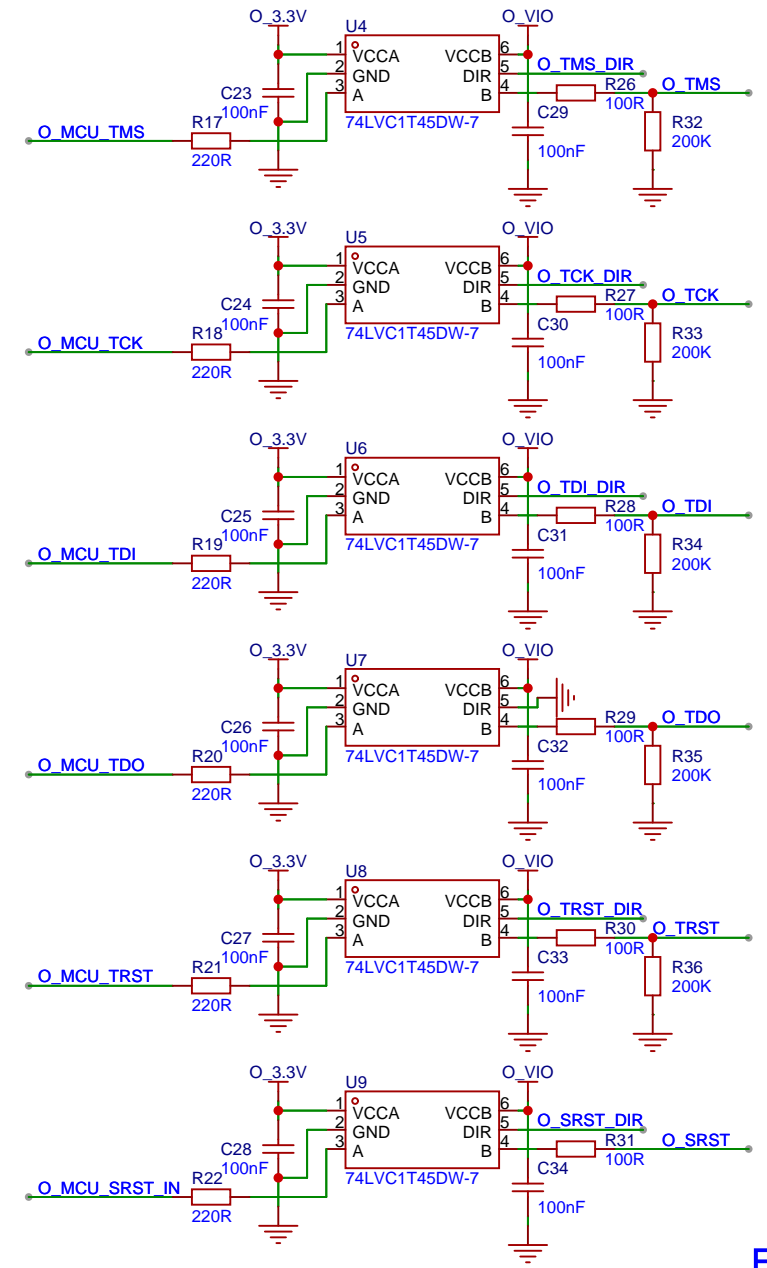 O_3.3V U4 O_VIO
1 VCCA VCCB 6
2 GND DIR 5 O_TMS_DIR
3 A B 4 R26 O_TMS
C23 100nF 74LVC1T45DW-7 C29 100R
O_MCU_TMS R17 100nF R32
220R 200K
O_3.3V U5 O_VIO
1 VCCA VCCB 6
2 GND DIR 5 O_TCK_DIR
3 A B 4 R27 O_TCK
C24 100nF 74LVC1T45DW-7 C30 100R
O_MCU_TCK R18 100nF R33
220R 200K
O_3.3V U6 O_VIO
1 VCCA VCCB 6
2 GND DIR 5 O_TDI_DIR
3 A B 4 R28 O_TDI
C25 100nF 74LVC1T45DW-7 C31 100R
O_MCU_TDI R19 100nF R34
220R 200K
O_3.3V U7 O_VIO
1 VCCA VCCB 6
2 GND DIR 5
3 A B 4 R29 O_TDO
C26 100nF 74LVC1T45DW-7 C32 100R
O_MCU_TDO R20 100nF R35
220R 200K
O_3.3V U8 O_VIO
1 VCCA VCCB 6
2 GND DIR 5 O_TRST_DIR
3 A B 4 R30 O_TRST
C27 100nF 74LVC1T45DW-7 C33 100R
O_MCU_TRST R21 100nF R36
220R 200K
O_3.3V U9 O_VIO
1 VCCA VCCB 6
2 GND DIR 5 O_SRST_DIR
3 A B 4 R31 O_SRST
C28 100nF 74LVC1T45DW-7 C34 100R
O_MCU_SRST_IN R22 100nF
220R